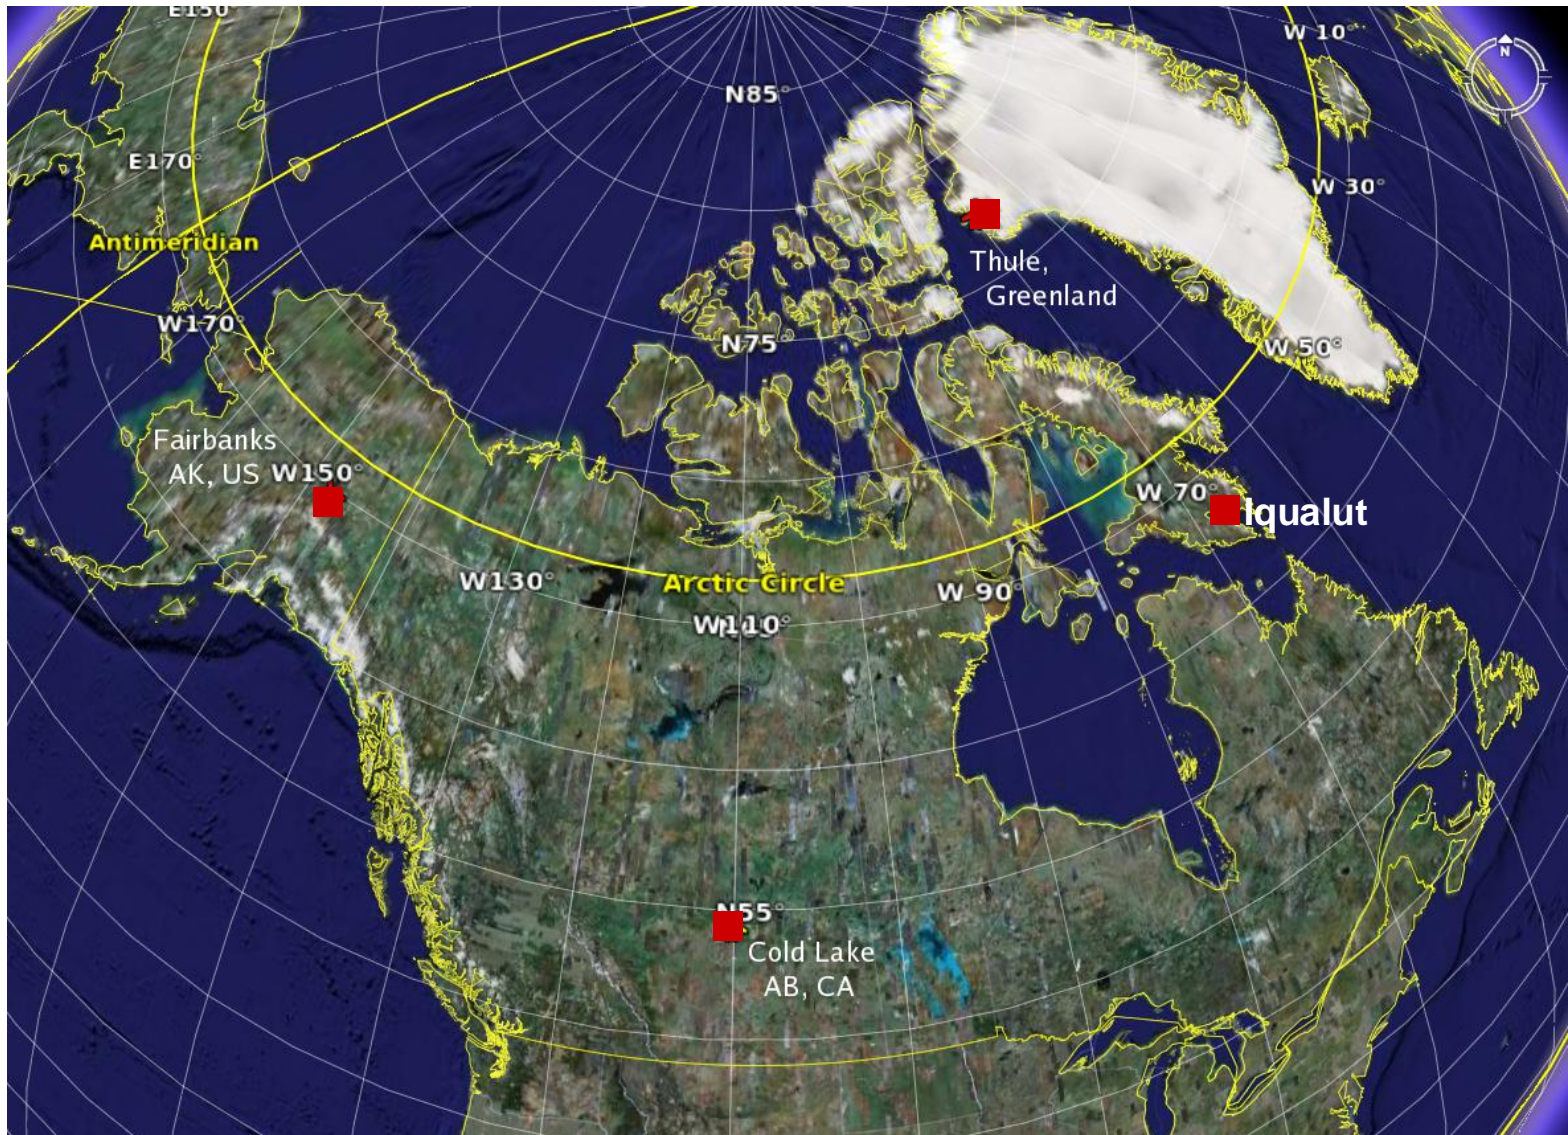 E150°
W 10°
N
N85°
E170°
W 30°
Antimeridian
Thule,
Greenland
W170°
N75°
W 50°
Fairbanks
AK, US
W150°
W 70°
Iqualut
W130°
Arctic Circle
W 90°
W110°
N55°
Cold Lake
AB, CA